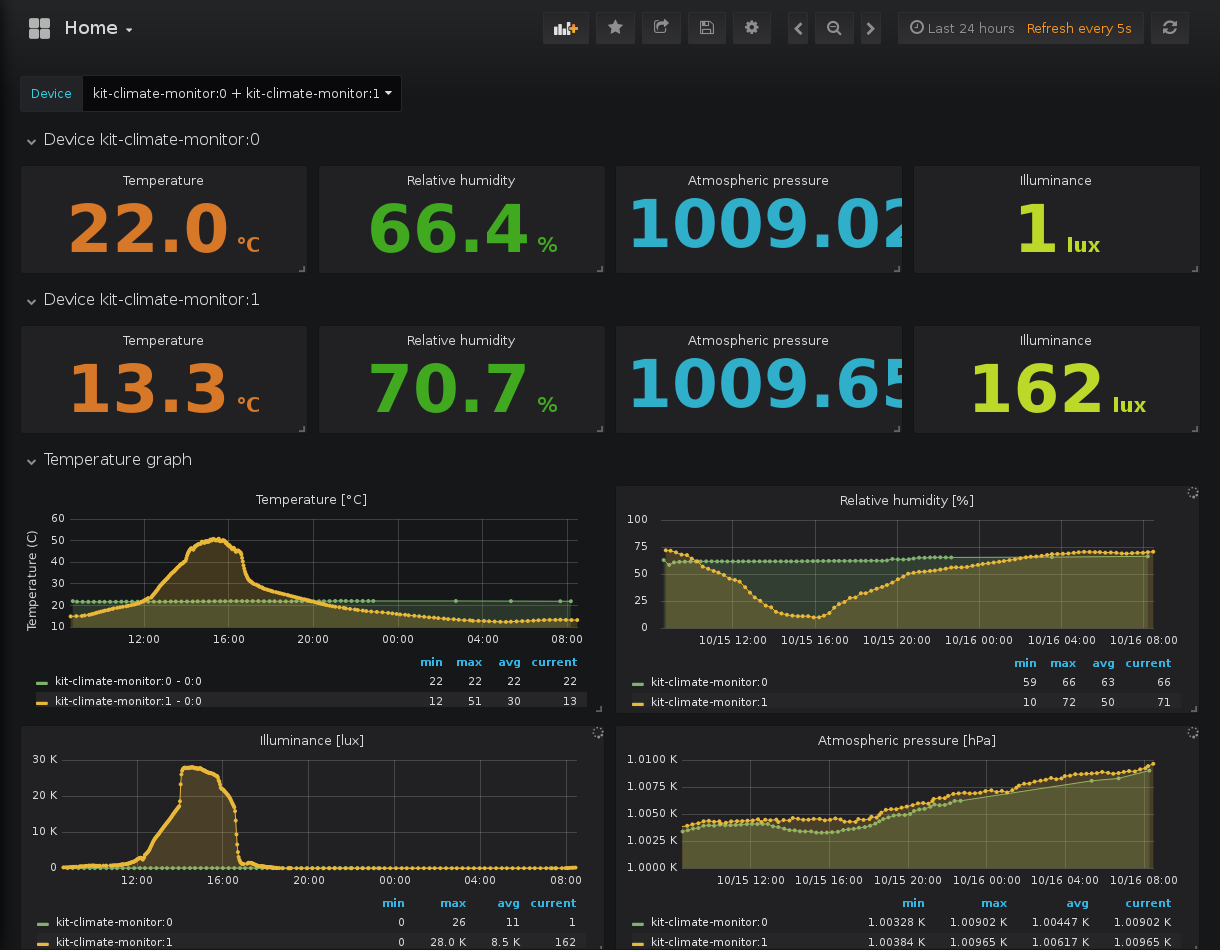 Home
Last 24 hours Refresh every 5s
Device kit-climate-monitor:0 + kit-climate-monitor:1
Device kit-climate-monitor:0
Temperature Relative humidity Atmospheric pressure Illuminance
22.0 °C 66.4 % 1009.02 1 lux
Device kit-climate-monitor:1
Temperature Relative humidity Atmospheric pressure Illuminance
13.3 °C 70.7 % 1009.65 162 lux
Temperature graph
Temperature [°C]
Temperature (C)
60
50
40
30
20
10
12:00 16:00 20:00 00:00 04:00 08:00
min max avg current
kit-climate-monitor:0 - 0:0 22 22 22 22
kit-climate-monitor:1 - 0:0 12 51 30 13
Relative humidity [%]
100
75
50
25
0
10/15 12:00 10/15 16:00 10/15 20:00 10/16 00:00 10/16 04:00 10/16 08:00
min max avg current
kit-climate-monitor:0 59 66 63 66
kit-climate-monitor:1 10 72 50 71
Illuminance [lux]
30 K
20 K
10 K
0
12:00 16:00 20:00 00:00 04:00 08:00
min max avg current
kit-climate-monitor:0 0 26 11 1
kit-climate-monitor:1 0 28.0 K 8.5 K 162
Atmospheric pressure [hPa]
1.0100 K
1.0075 K
1.0050 K
1.0025 K
1.0000 K
10/15 12:00 10/15 16:00 10/15 20:00 10/16 00:00 10/16 04:00 10/16 08:00
min max avg current
kit-climate-monitor:0 1.00328 K 1.00902 K 1.00447 K 1.00902 K
kit-climate-monitor:1 1.00384 K 1.00965 K 1.00617 K 1.00965 K